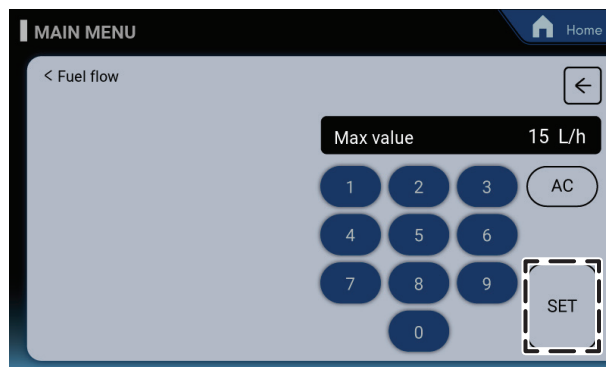 MAIN MENU
Home
< Fuel flow
Max value 15 L/h
1 2 3 AC
4 5 6
7 8 9
SET
0